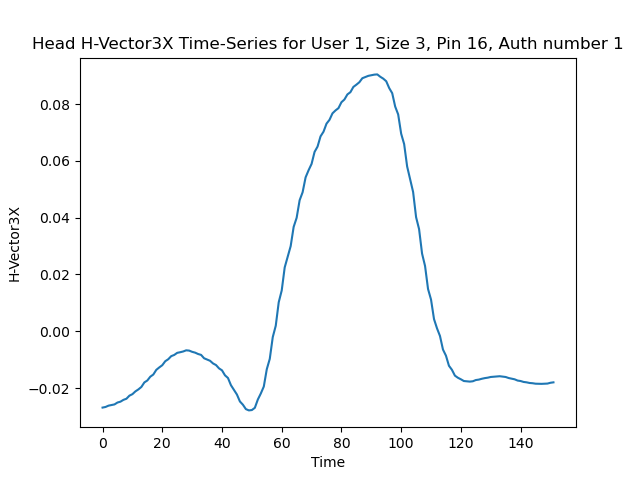 Head H-Vector3X Time-Series for User 1, Size 3, Pin 16, Auth number 1
H-Vector3X
0.08
0.06
0.04
0.02
0.00
−0.02
0 20 40 60 80 100 120 140
Time